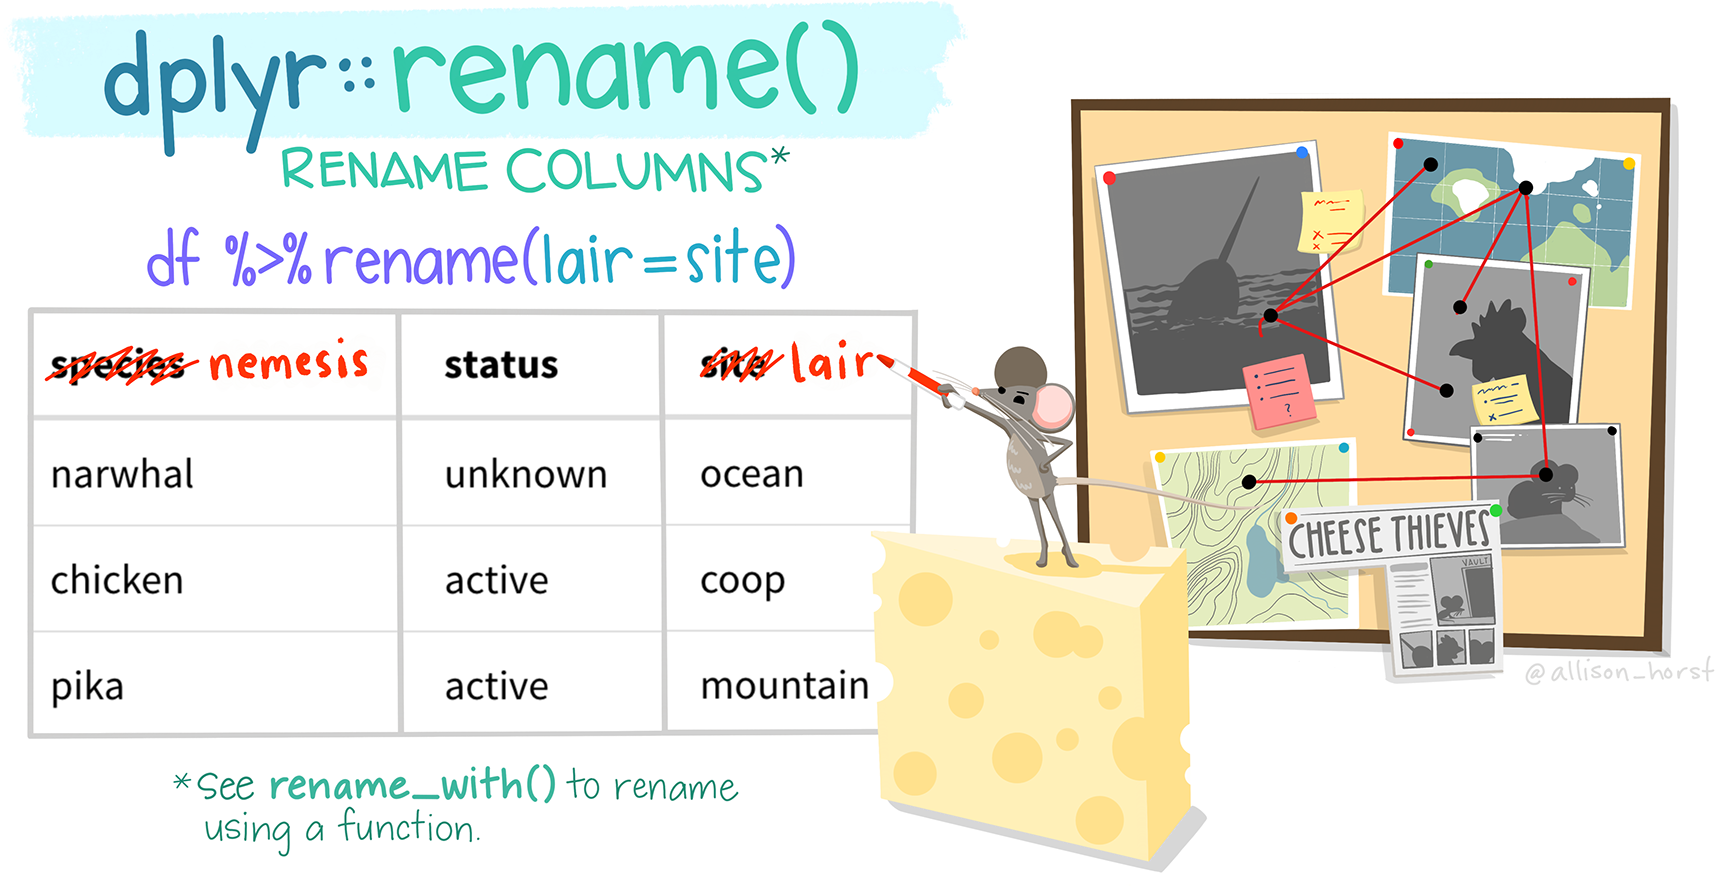 dplyr::rename()
RENAME COLUMNS*
df %>% rename(lair = site)
species nemesis status site lair
narwhal unknown ocean
chicken active coop
pika active mountain
*See rename_with() to rename
using a function.
?
CHEESE THIEVES
VAULT
@allison_horst